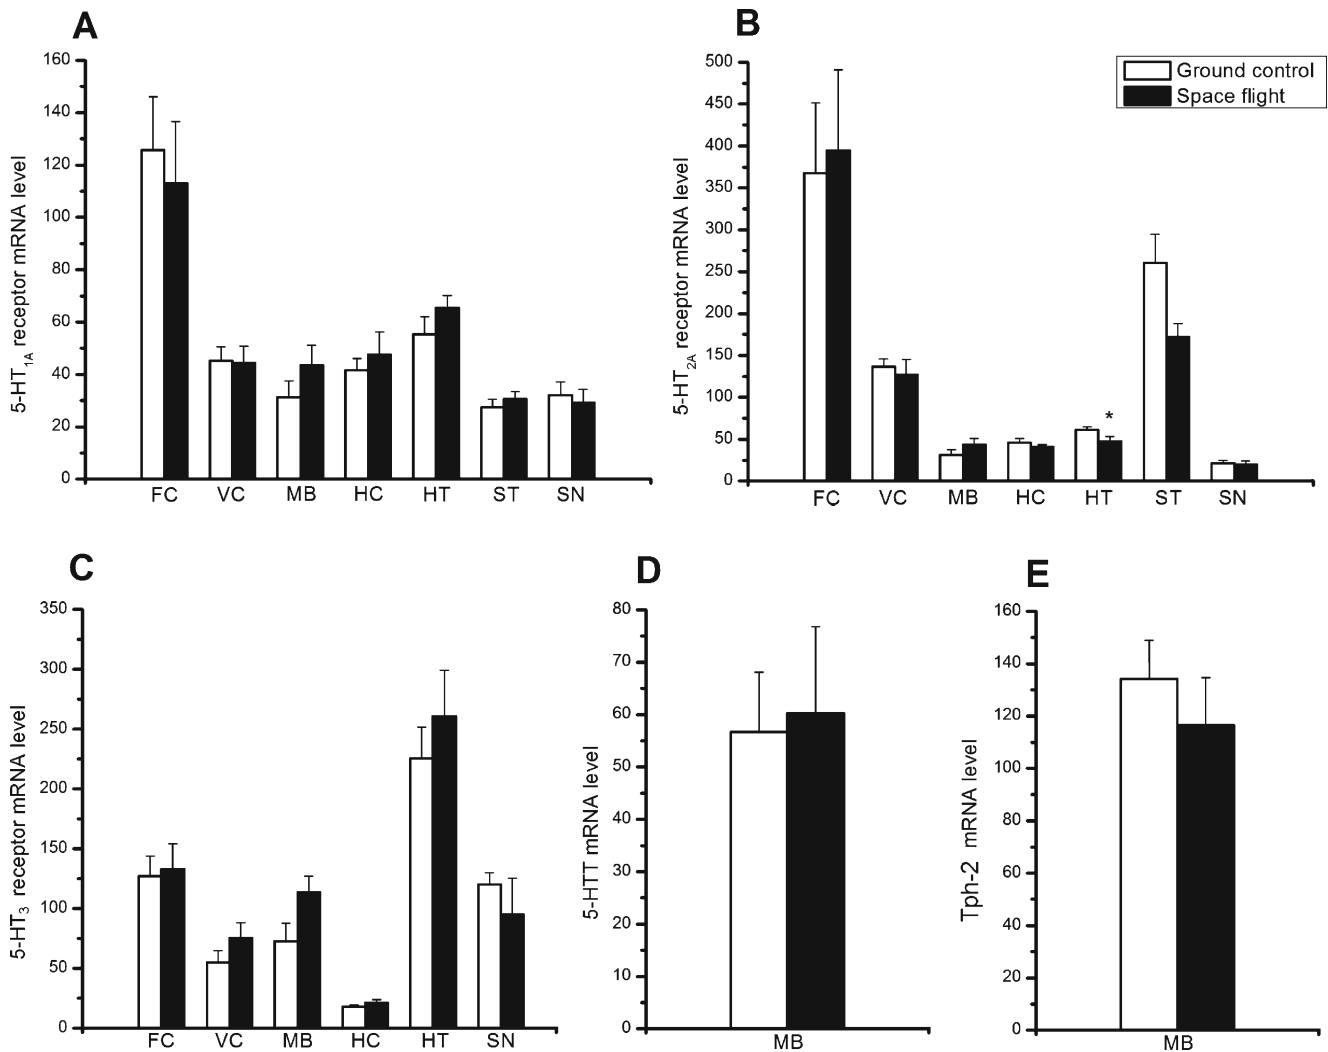 A
5-HT1A receptor mRNA level
160
140
120
100
80
60
40
20
0
FC VC MB HC HT ST SN
B
Ground control
Space flight
5-HT2A receptor mRNA level
500
450
400
350
300
250
200
150
100
50
0
*
FC VC MB HC HT ST SN
C
5-HT3 receptor mRNA level
350
300
250
200
150
100
50
0
FC VC MB HC HT SN
D
5-HTT mRNA level
80
70
60
50
40
30
20
10
0
MB
E
Tph-2 mRNA level
160
140
120
100
80
60
40
20
0
MB